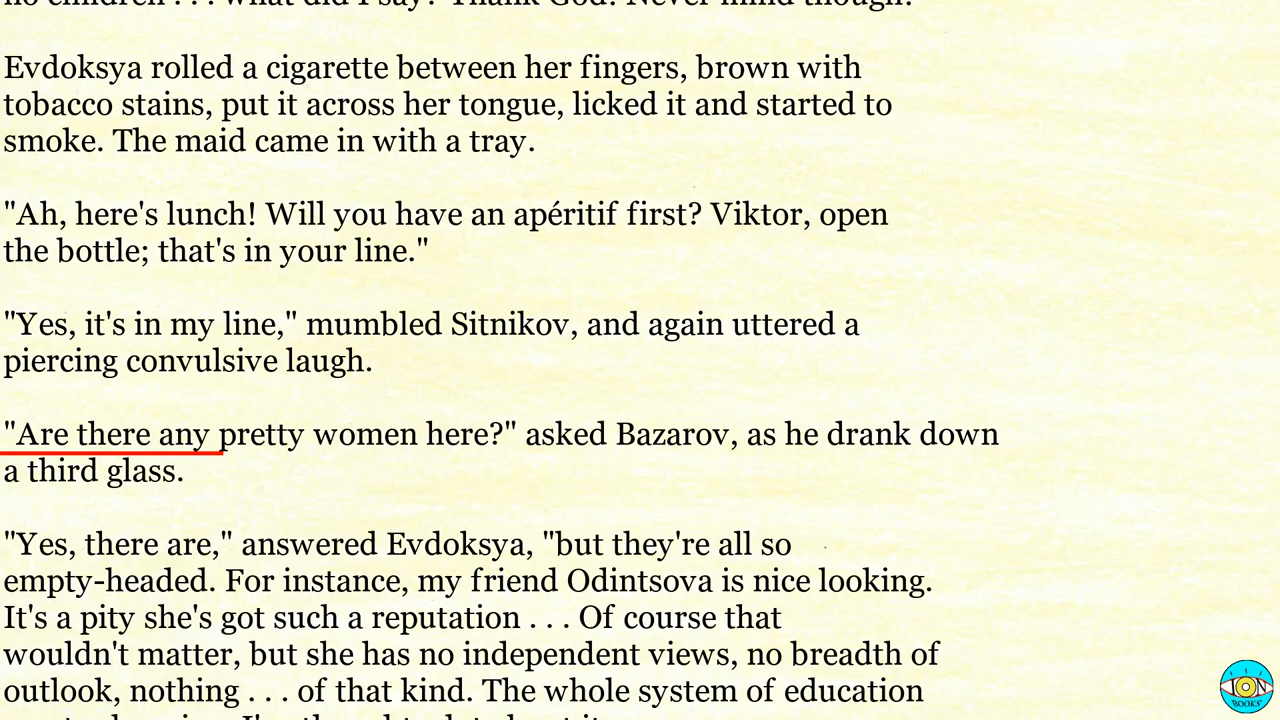 no children . . . what did I say? Thank God! Never mind though."
Evdoksya rolled a cigarette between her fingers, brown with
tobacco stains, put it across her tongue, licked it and started to
smoke. The maid came in with a tray.
"Ah, here's lunch! Will you have an apéritif first? Viktor, open
the bottle; that's in your line."
"Yes, it's in my line," mumbled Sitnikov, and again uttered a
piercing convulsive laugh.
"Are there any pretty women here?" asked Bazarov, as he drank down
a third glass.
"Yes, there are," answered Evdoksya, "but they're all so
empty-headed. For instance, my friend Odintsova is nice looking.
It's a pity she's got such a reputation . . . Of course that
wouldn't matter, but she has no independent views, no breadth of
outlook, nothing . . . of that kind. The whole system of education
ION
BOOKS